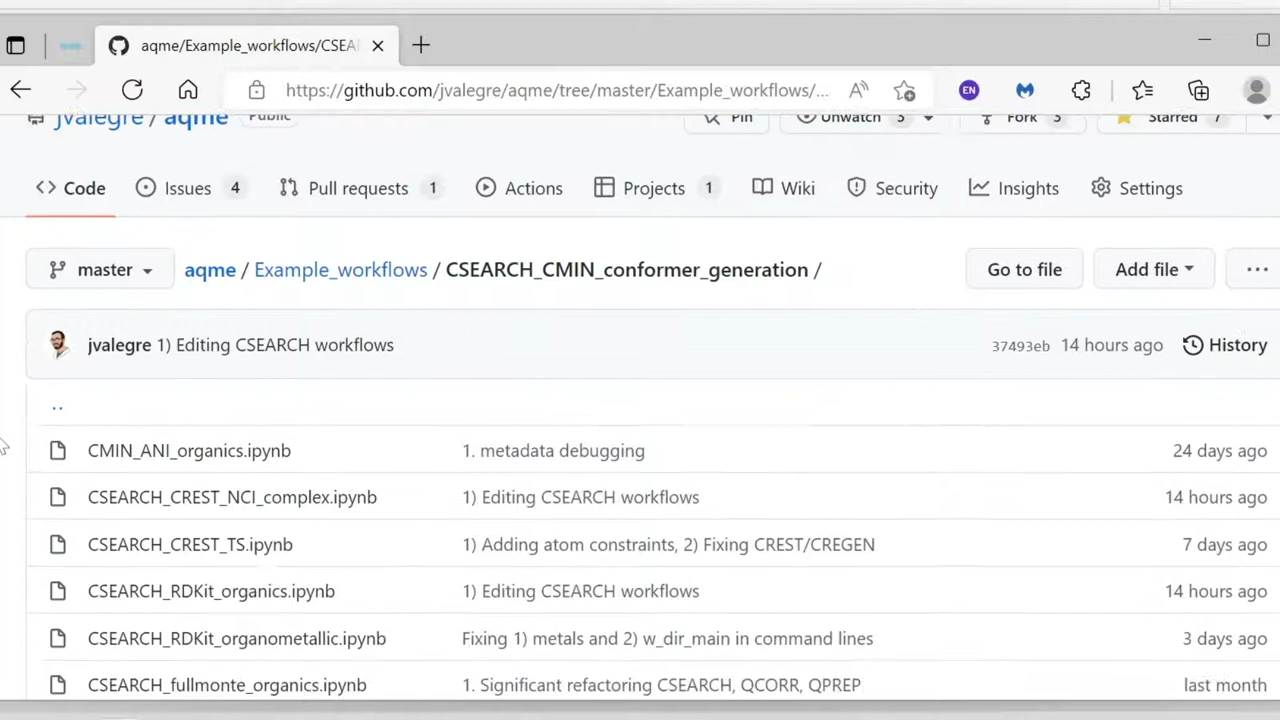 aqme/Example_workflows/CSEA
https://github.com/jvalegre/aqme/tree/master/Example_workflows/...
EN
jvalegre / aqme Public Pin Unwatch 3 Fork 3 Starred 7
Code Issues 4 Pull requests 1 Actions Projects 1 Wiki Security Insights Settings
master aqme / Example_workflows / CSEARCH_CMIN_conformer_generation / Go to file Add file ...
jvalegre 1) Editing CSEARCH workflows 37493eb 14 hours ago History
..
CMIN_ANI_organics.ipynb 1. metadata debugging 24 days ago
CSEARCH_CREST_NCI_complex.ipynb 1) Editing CSEARCH workflows 14 hours ago
CSEARCH_CREST_TS.ipynb 1) Adding atom constraints, 2) Fixing CREST/CREGEN 7 days ago
CSEARCH_RDKit_organics.ipynb 1) Editing CSEARCH workflows 14 hours ago
CSEARCH_RDKit_organometallic.ipynb Fixing 1) metals and 2) w_dir_main in command lines 3 days ago
CSEARCH_fullmonte_organics.ipynb 1. Significant refactoring CSEARCH, QCORR, QPREP last month